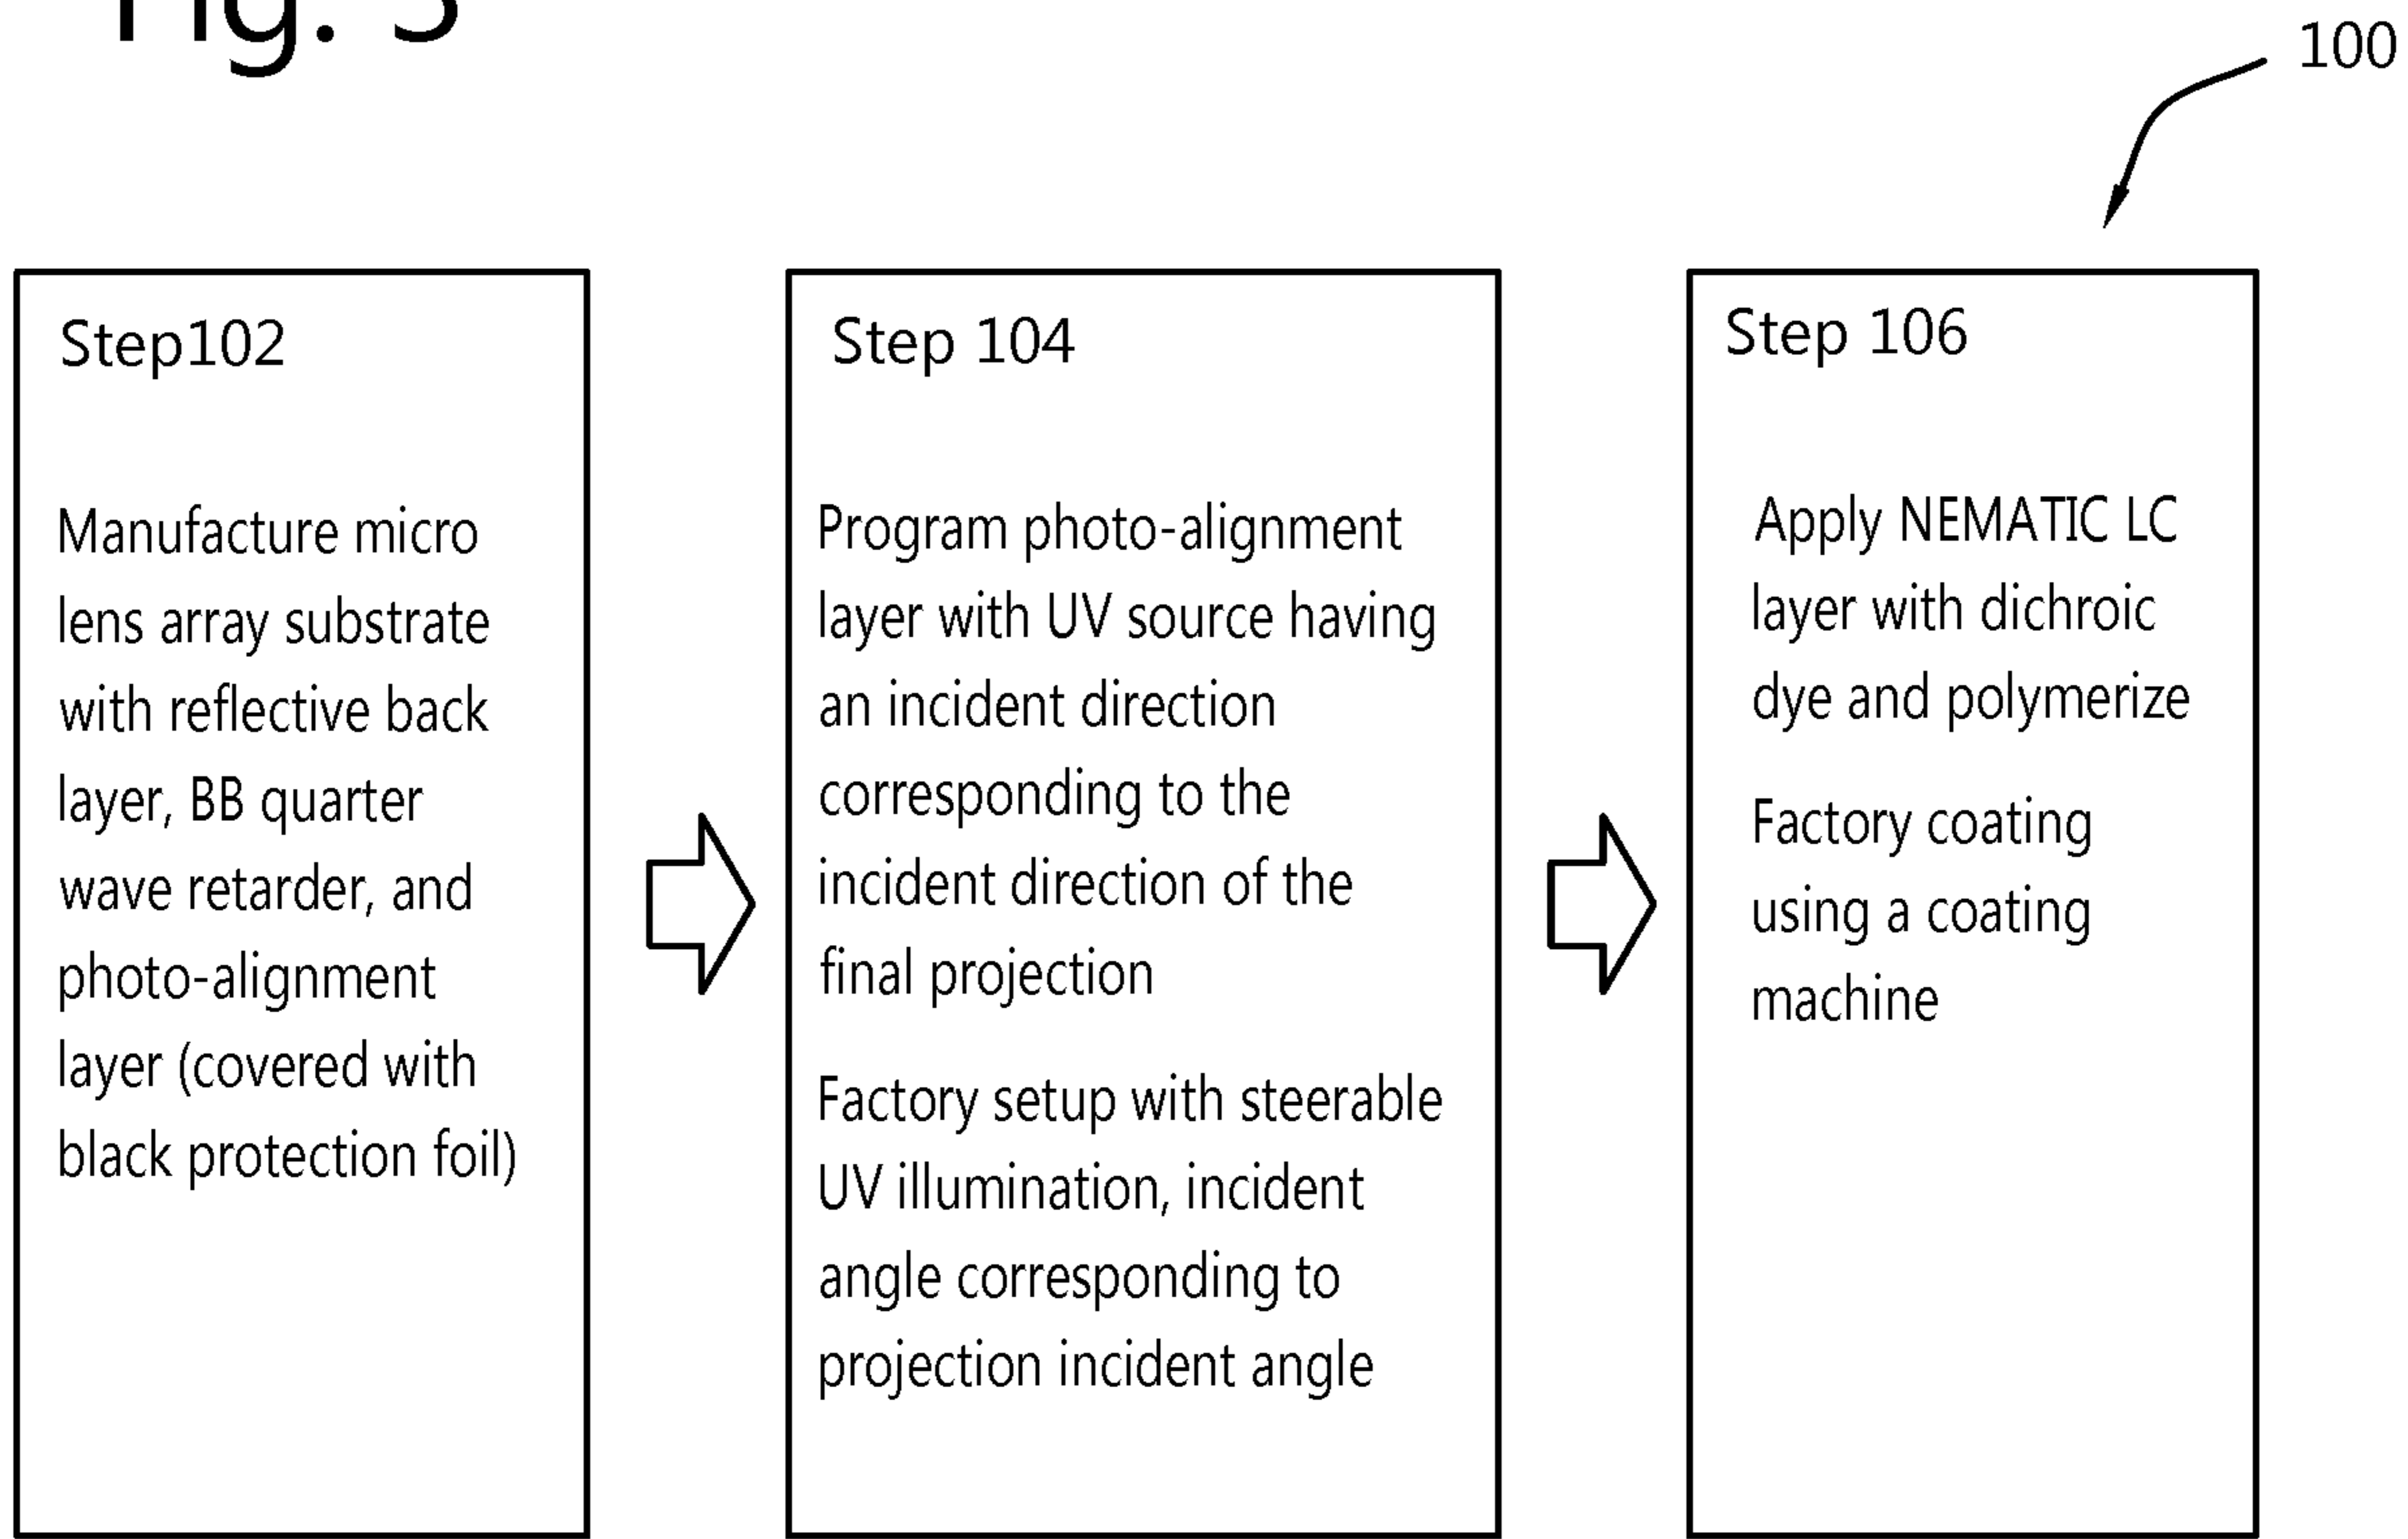 Fig.
100
Step102
Manufacture micro
lens array substrate
with reflective back
layer, BB quarter
wave retarder, and
photo-alignment
layer (covered with
black protection foil)
Step 104
Program photo-alignment
layer with UV source having
an incident direction
corresponding to the
incident direction of the
final projection
Factory setup with steerable
UV illumination, incident
angle corresponding to
projection incident angle
Step 106
Apply NEMATIC LC
layer with dichroic
dye and polymerize
Factory coating
using a coating
machine